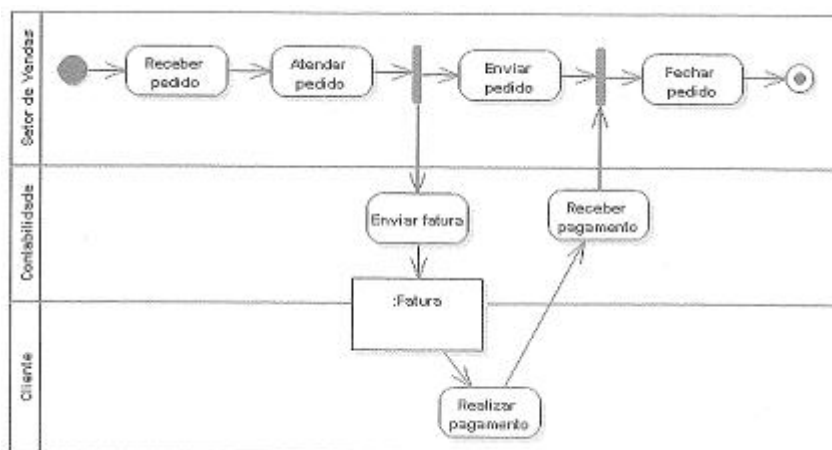 Setor de Vendas
Receber
pedido
Atender
pedido
Enviar
pedido
Fechar
pedido
Contabilidade
Enviar fatura
Receber
pagamento
:Fatura
Cliente
Realizar
pagamento